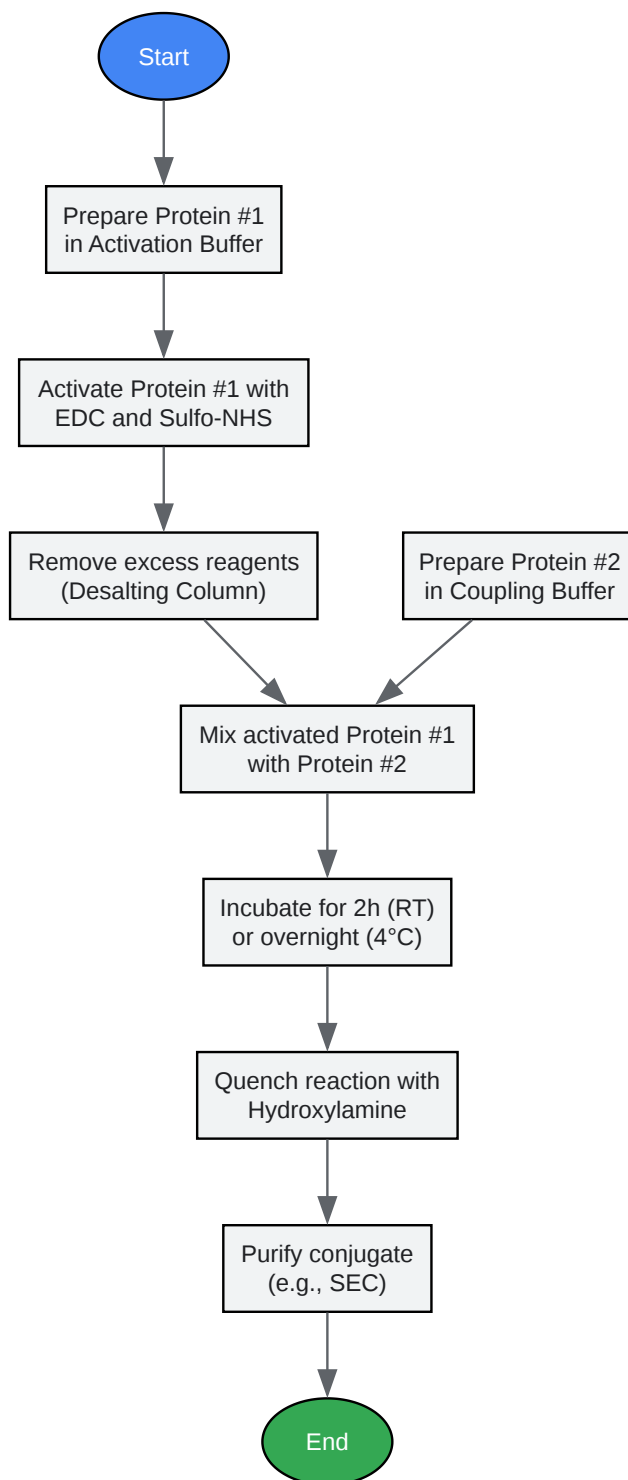 Start
Prepare Protein #1
in Activation Buffer
Activate Protein #1 with
EDC and Sulfo-NHS
Remove excess reagents
(Desalting Column)
Prepare Protein #2
in Coupling Buffer
Mix activated Protein #1
with Protein #2
Incubate for 2h (RT)
or overnight (4°C)
Quench reaction with
Hydroxylamine
Purify conjugate
(e.g., SEC)
End